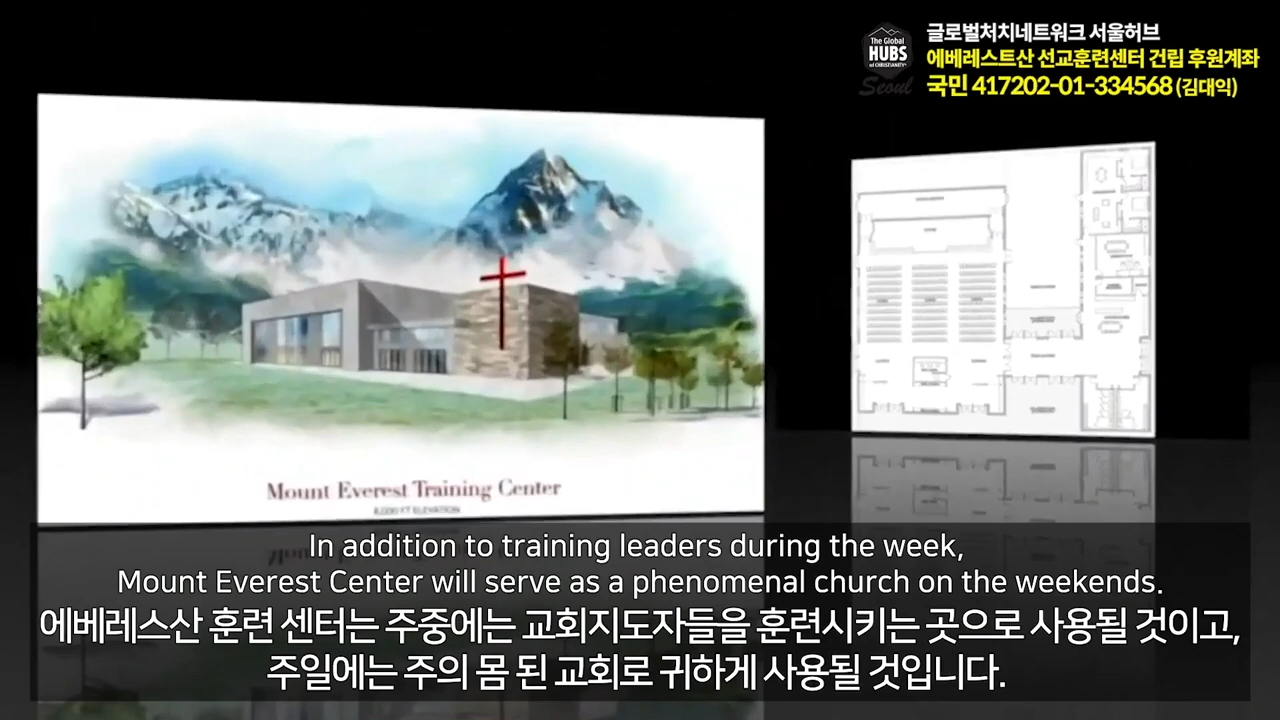 The Global
HUBS
of CHRISTIANITY
Seoul
글로벌처치네트워크 서울허브
에베레스트산 선교훈련센터 건립 후원계좌
국민 417202-01-334568 (김대익)
Mount Everest Training Center
In addition to training leaders during the week,
Mount Everest Center will serve as a phenomenal church on the weekends.
에베레스산 훈련 센터는 주중에는 교회지도자들을 훈련시키는 곳으로 사용될 것이고,
주일에는 주의 몸 된 교회로 귀하게 사용될 것입니다.